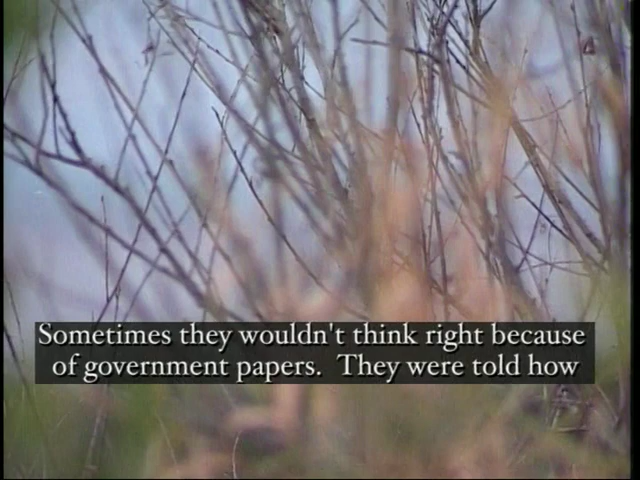 Sometimes they wouldn't think right because
of government papers.  They were told how